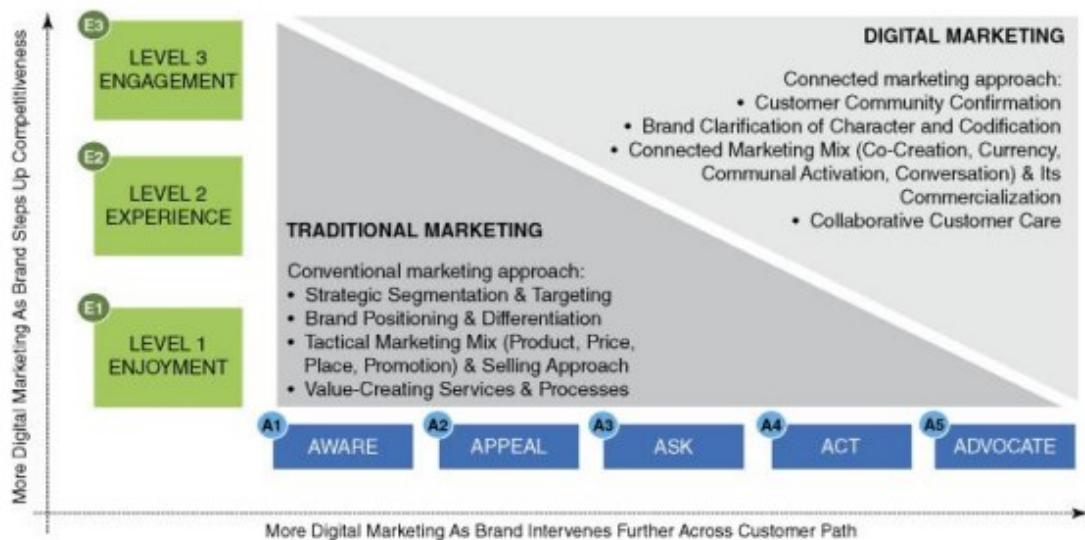 More Digital Marketing As Brand Steps Up Competitiveness
E3
LEVEL 3
ENGAGEMENT
E2
LEVEL 2
EXPERIENCE
E1
LEVEL 1
ENJOYMENT
DIGITAL MARKETING
Connected marketing approach:
• Customer Community Confirmation
• Brand Clarification of Character and Codification
• Connected Marketing Mix (Co-Creation, Currency,
Communal Activation, Conversation) & Its
Commercialization
• Collaborative Customer Care
TRADITIONAL MARKETING
Conventional marketing approach:
• Strategic Segmentation & Targeting
• Brand Positioning & Differentiation
• Tactical Marketing Mix (Product, Price,
Place, Promotion) & Selling Approach
• Value-Creating Services & Processes
A1
AWARE
A2
APPEAL
A3
ASK
A4
ACT
A5
ADVOCATE
More Digital Marketing As Brand Intervenes Further Across Customer Path